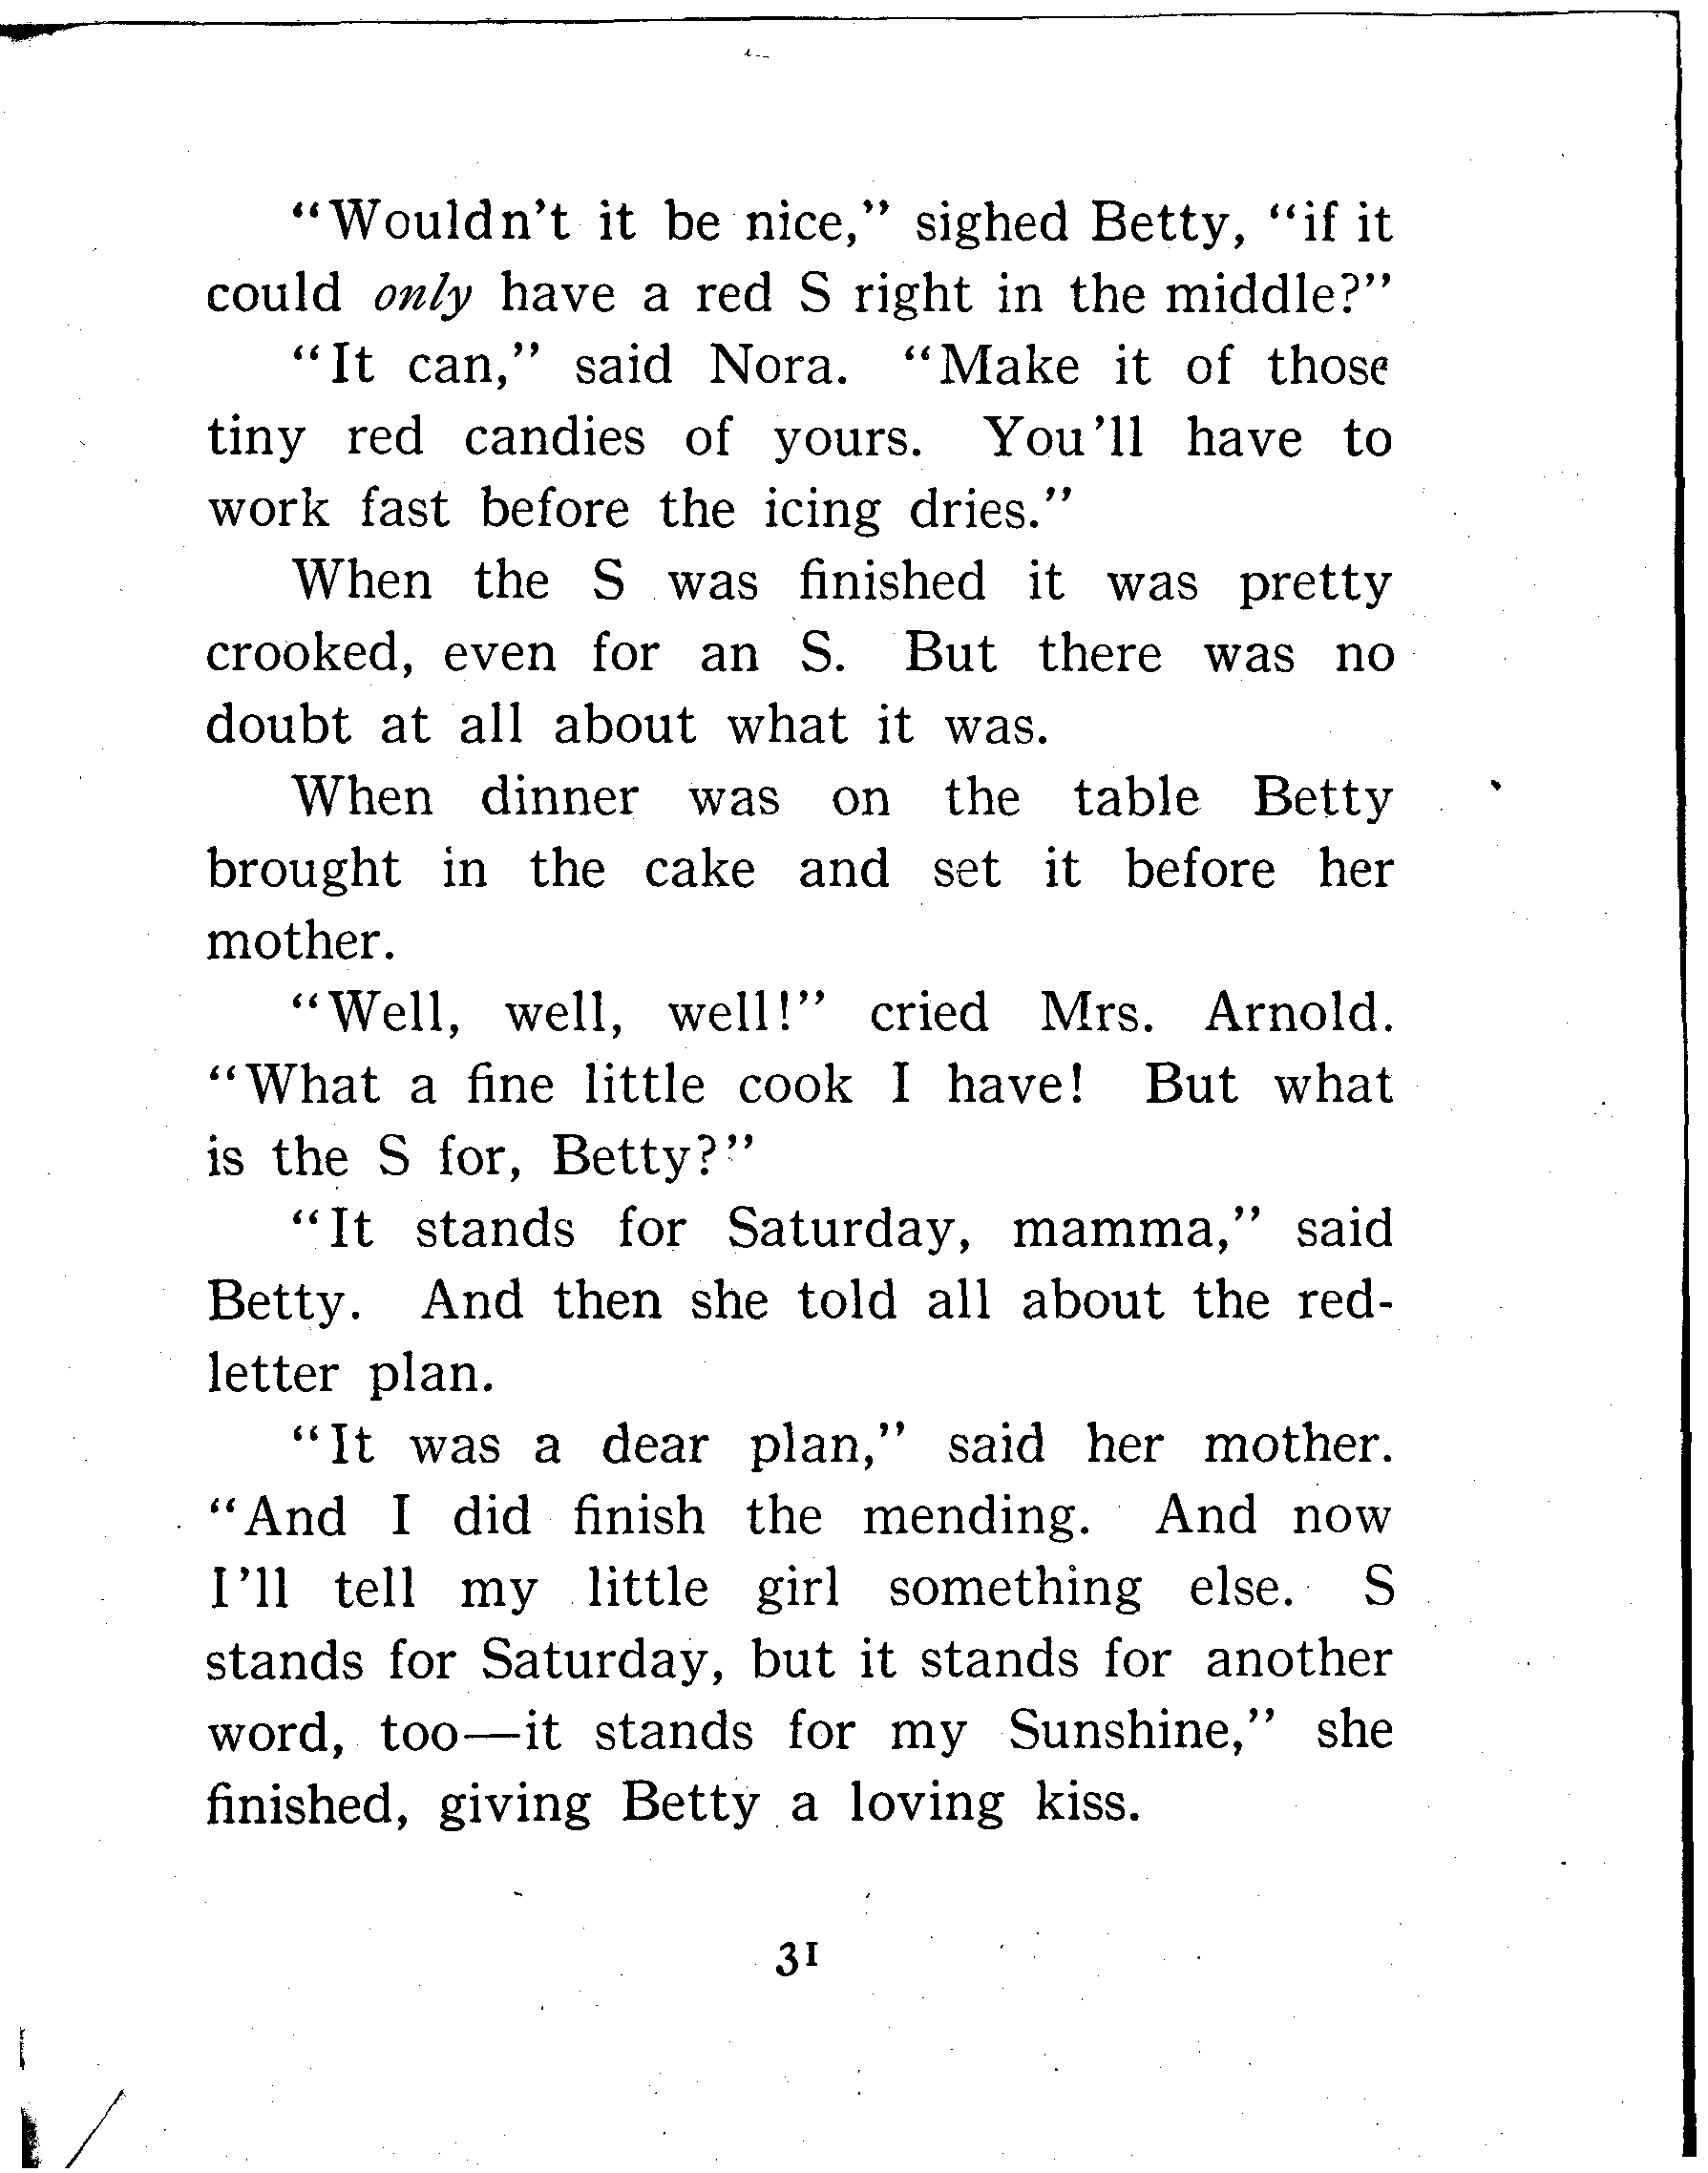 “Wouldn’t it be nice,” sighed Betty, “if it
could only have a red S right in the middle?”
“It can,” said Nora. “Make it of those
tiny red candies of yours. You’ll have to
work fast before the icing dries.”
When the S was finished it was pretty
crooked, even for an S. But there was no
doubt at all about what it was.
When dinner was on the table Betty
brought in the cake and set it before her
mother.
“Well, well, well!” cried Mrs. Arnold.
“What a fine little cook I have! But what
is the S for, Betty?”
“It stands for Saturday, mamma,” said
Betty. And then she told all about the red-
letter plan.
“It was a dear plan,” said her mother.
“And I did finish the mending. And now
I’ll tell my little girl something else. S
stands for Saturday, but it stands for another
word, too—it stands for my Sunshine,” she
finished, giving Betty a loving kiss.
31